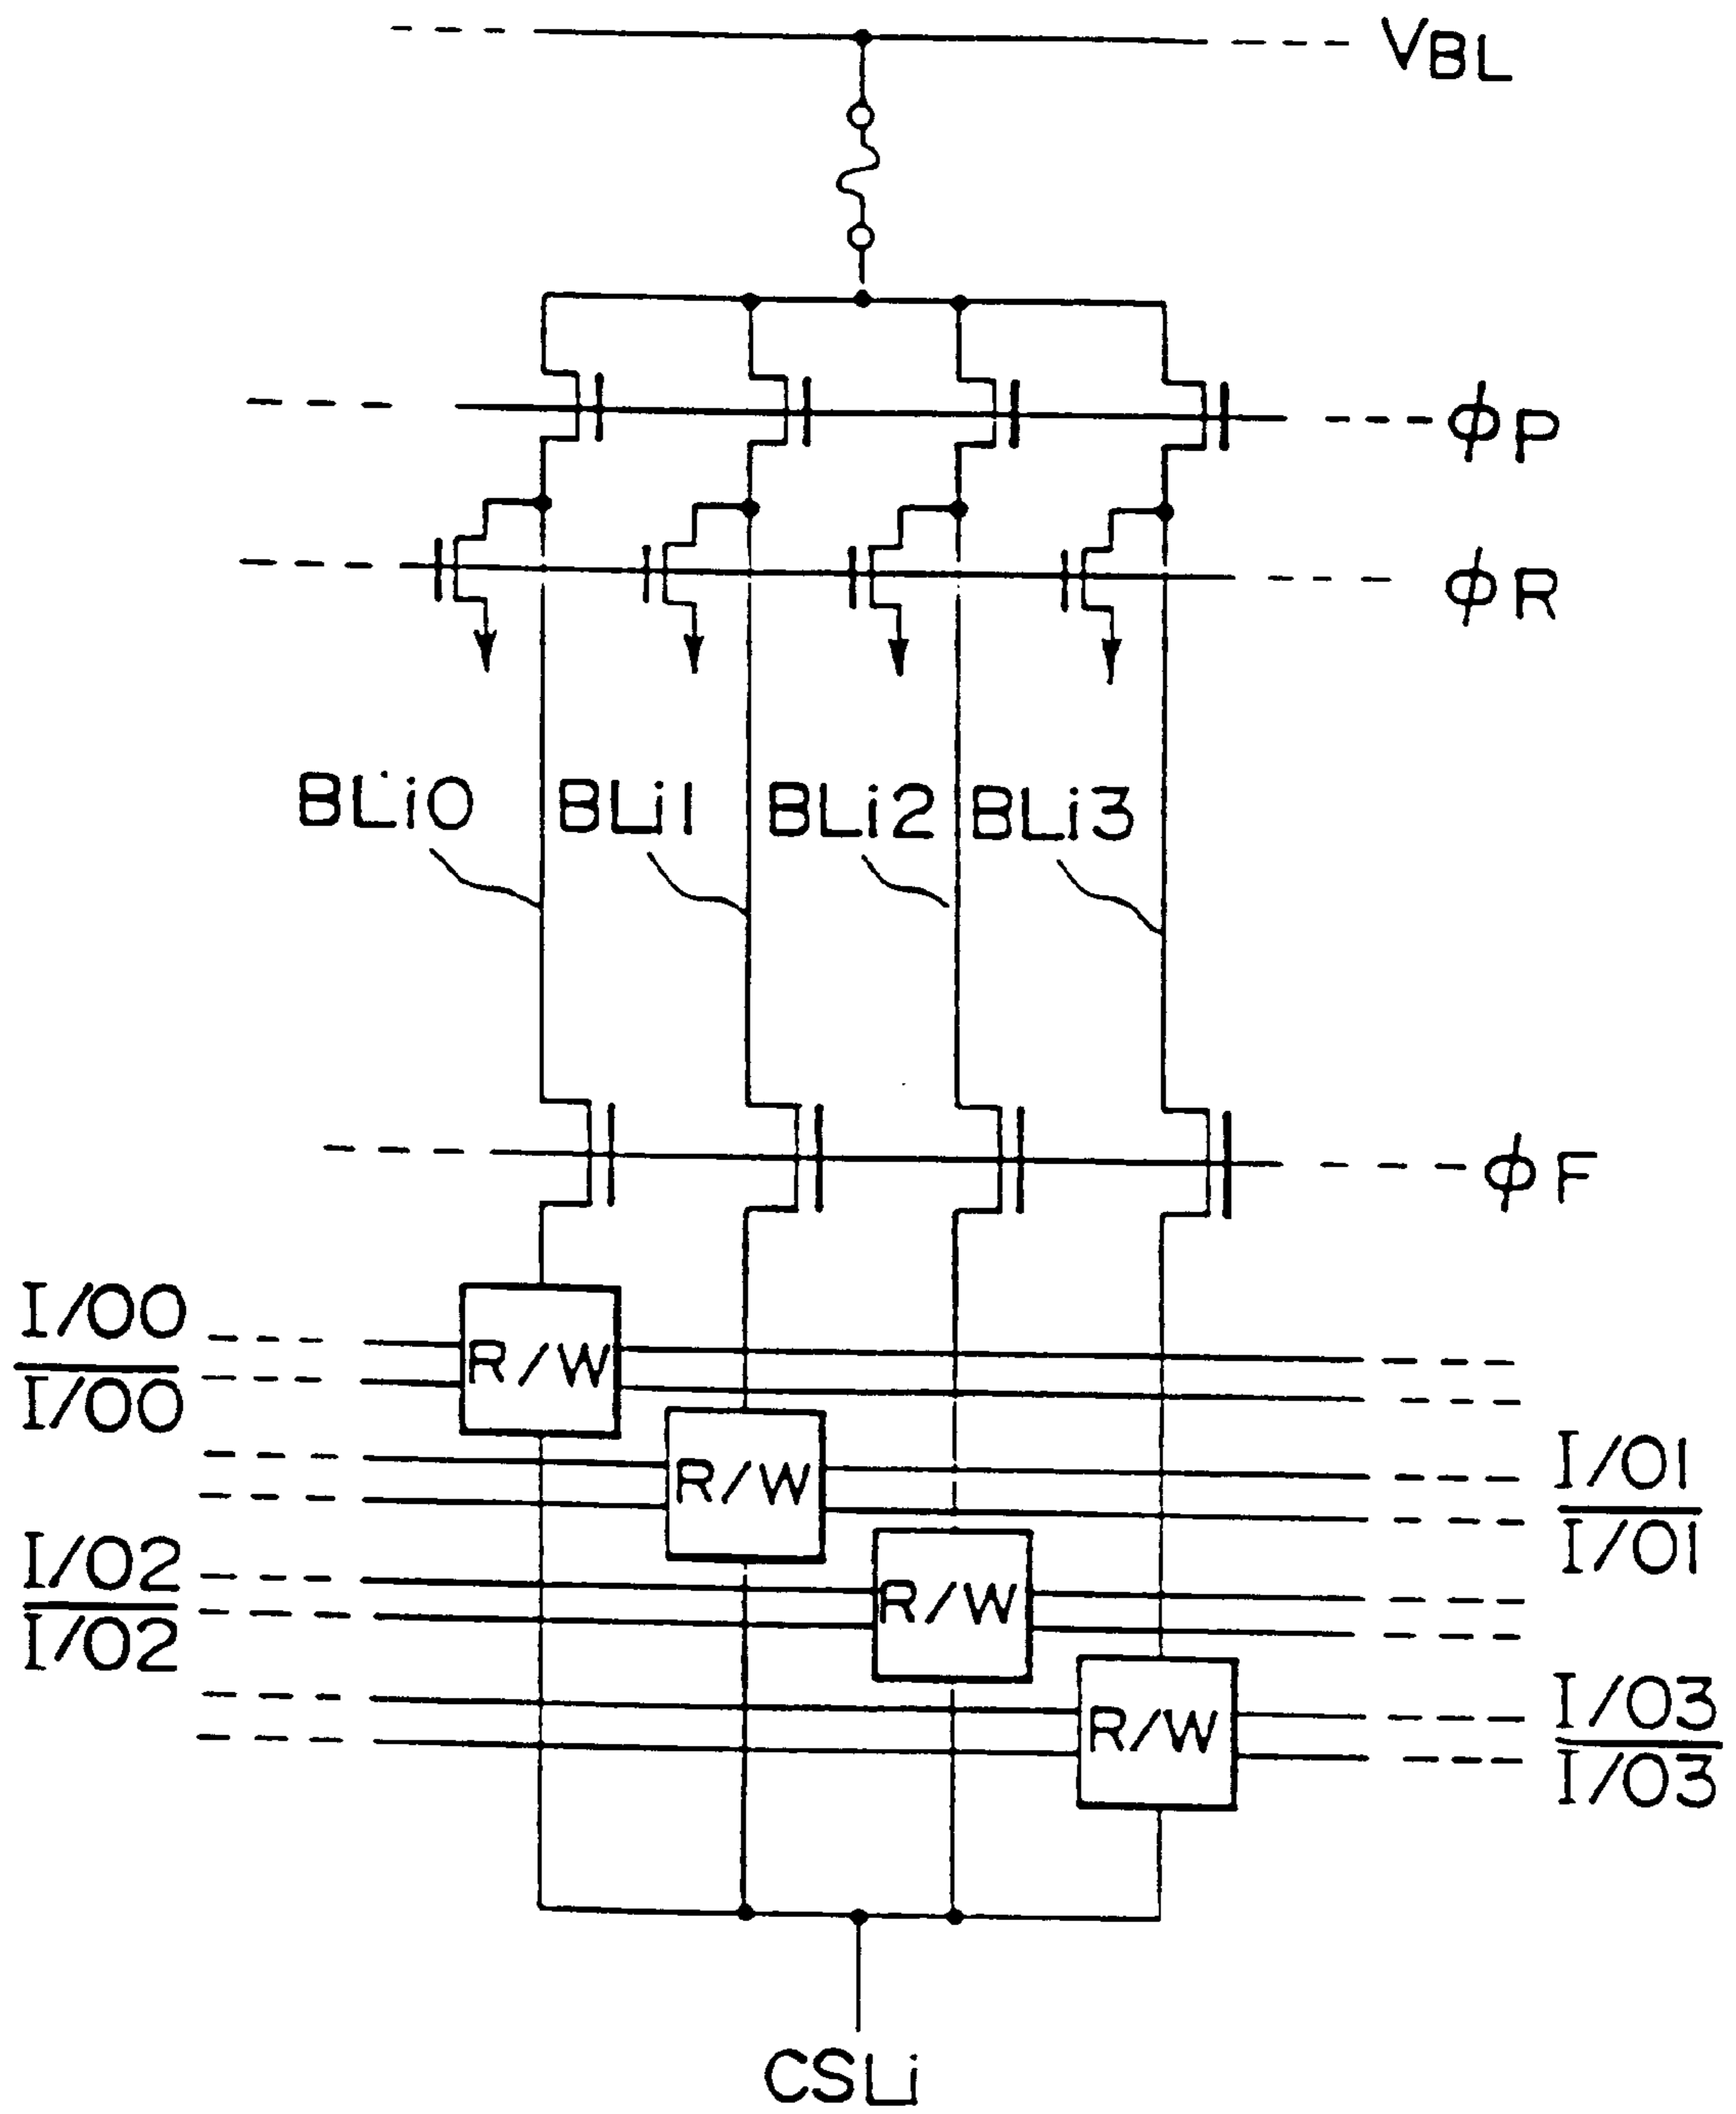 VBL
ϕP
ϕR
BLi0 BLi1 BLi2 BLi3
ϕF
I/O0
I/O0
R/W
R/W
I/O1
I/O1
I/O2
I/O2
R/W
R/W
I/O3
I/O3
CSLi